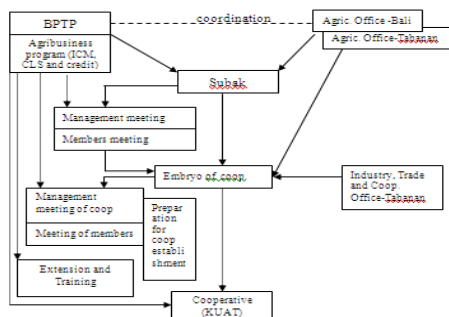 BPTP
coordination
Agric. Office-Bali
Agribusiness
program (ICM,
CLS and credit)
Agric. Office-Tabanan
Subak
Management meeting
Members meeting
Embryo of coop
Industry, Trade
and Coop.
Office-Tabanan
Management
meeting of coop
Meeting of members
Prepar
ation
for
coop
establi
shment
Extension and
Training
Cooperative
(KUAT)